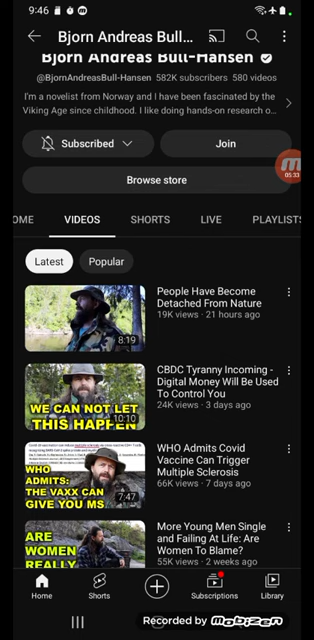 9:46
Bjorn Andreas Bull...
Bjorn Andreas Bull-Hansen
@BjornAndreasBull-Hansen 582K subscribers 580 videos
I'm a novelist from Norway and I have been fascinated by the
Viking Age since childhood. I like doing hands-on research o...
Subscribed
Join
05:33
Browse store
OME VIDEOS SHORTS LIVE PLAYLISTS
Latest Popular
People Have Become
Detached From Nature
19K views · 21 hours ago
8:19
CBDC Tyranny Incoming -
Digital Money Will Be Used
To Control You
24K views · 3 days ago
WE CAN NOT LET
THIS HAPPEN
10:10
WHO Admits Covid
Vaccine Can Trigger
Multiple Sclerosis
66K views · 7 days ago
WHO
ADMITS:
THE VAXX CAN
GIVE YOU MS
7:47
More Young Men Single
and Failing At Life: Are
Women To Blame?
55K views · 2 weeks ago
ARE
WOMEN
REALLY
Home Shorts Subscriptions Library
Recorded by MOBIZEN